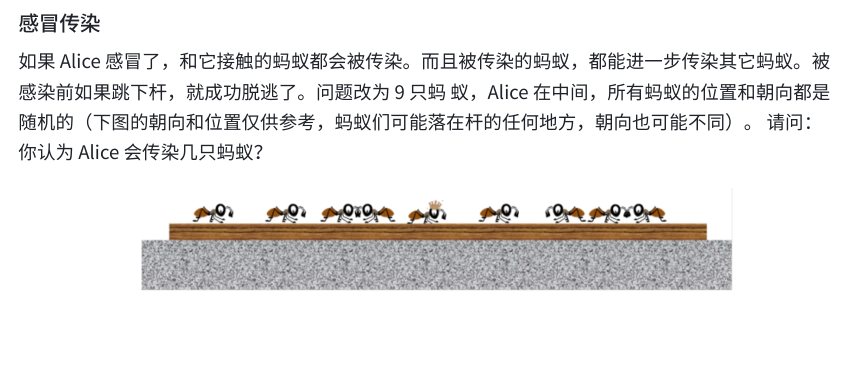 感冒传染
如果 Alice 感冒了，和它接触的蚂蚁都会被传染。而且被传染的蚂蚁，都能进一步传染其它蚂蚁。被
感染前如果跳下杆，就成功脱逃了。问题改为 9 只蚂 蚁，Alice 在中间，所有蚂蚁的位置和朝向都是
随机的（下图的朝向和位置仅供参考，蚂蚁们可能落在杆的任何地方，朝向也可能不同）。 请问：
你认为 Alice 会传染几只蚂蚁？